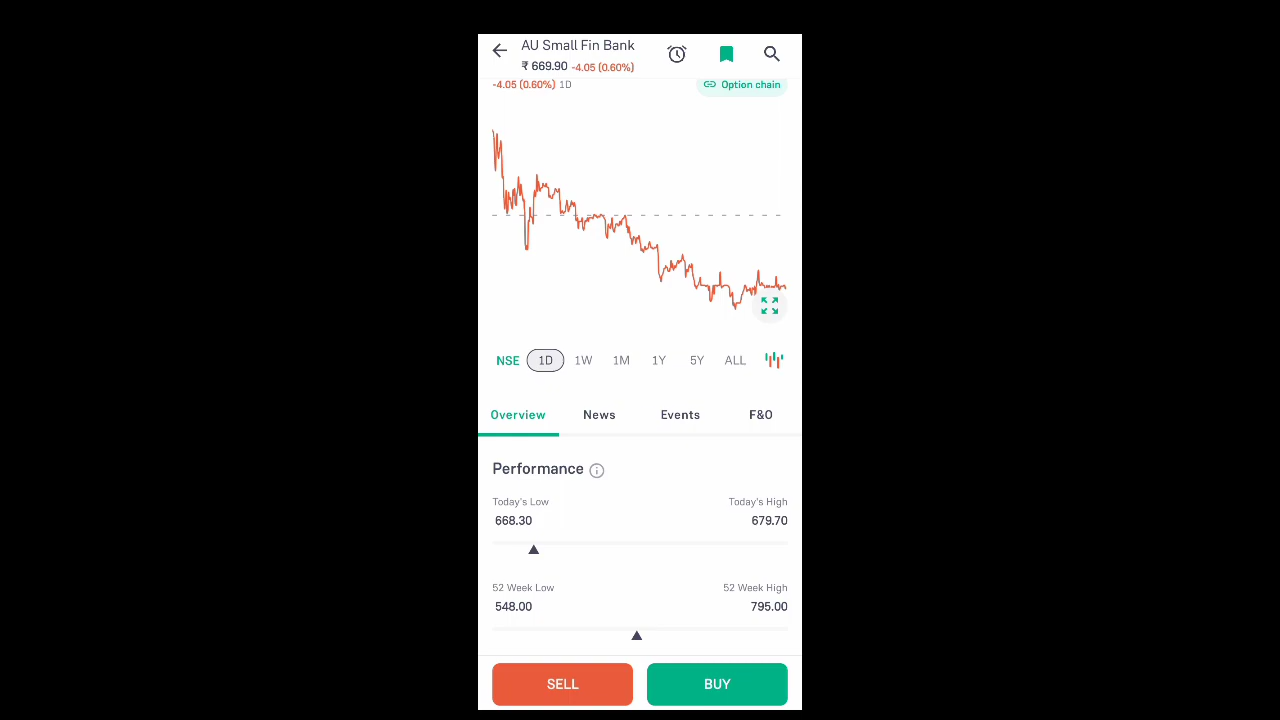 AU Small Fin Bank
₹ 669.90 -4.05 (0.60%)
-4.05 (0.60%) 1D Option chain
NSE 1D 1W 1M 1Y 5Y ALL
Overview News Events F&O
Performance
Today's Low Today's High
668.30 679.70
52 Week Low 52 Week High
548.00 795.00
SELL BUY